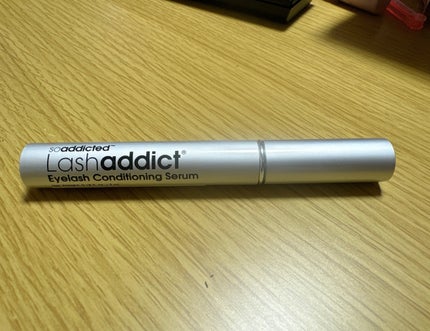 soaddicted™
Lashaddict®
Eyelash Conditioning Serum